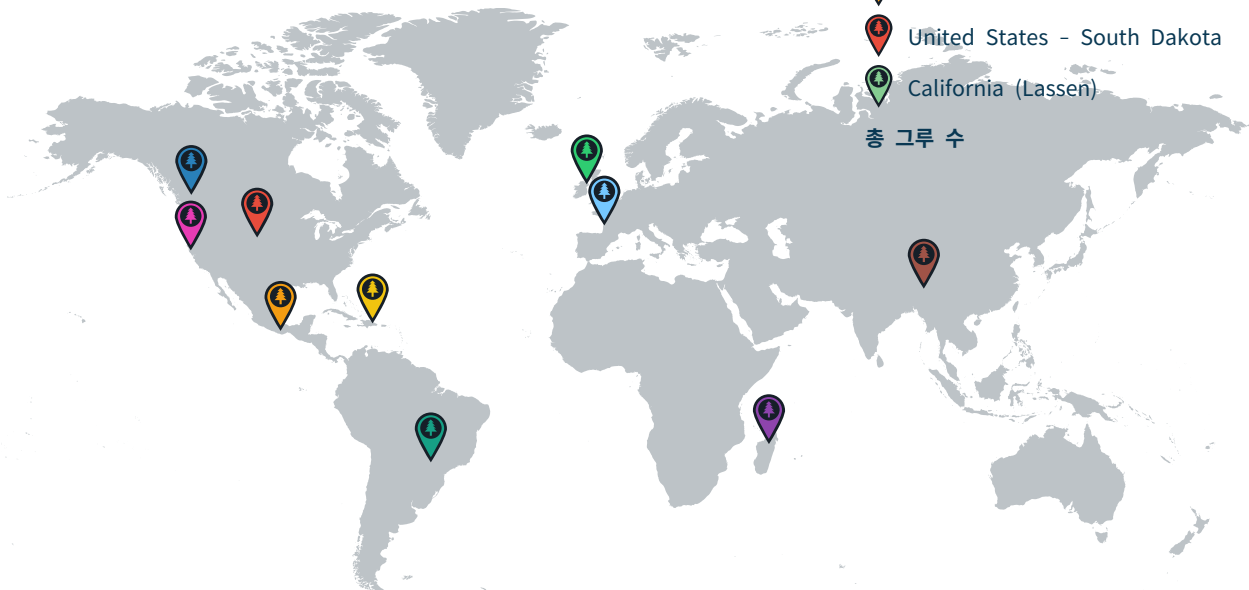 United States – South Dakota
California (Lassen)
총 그루 수